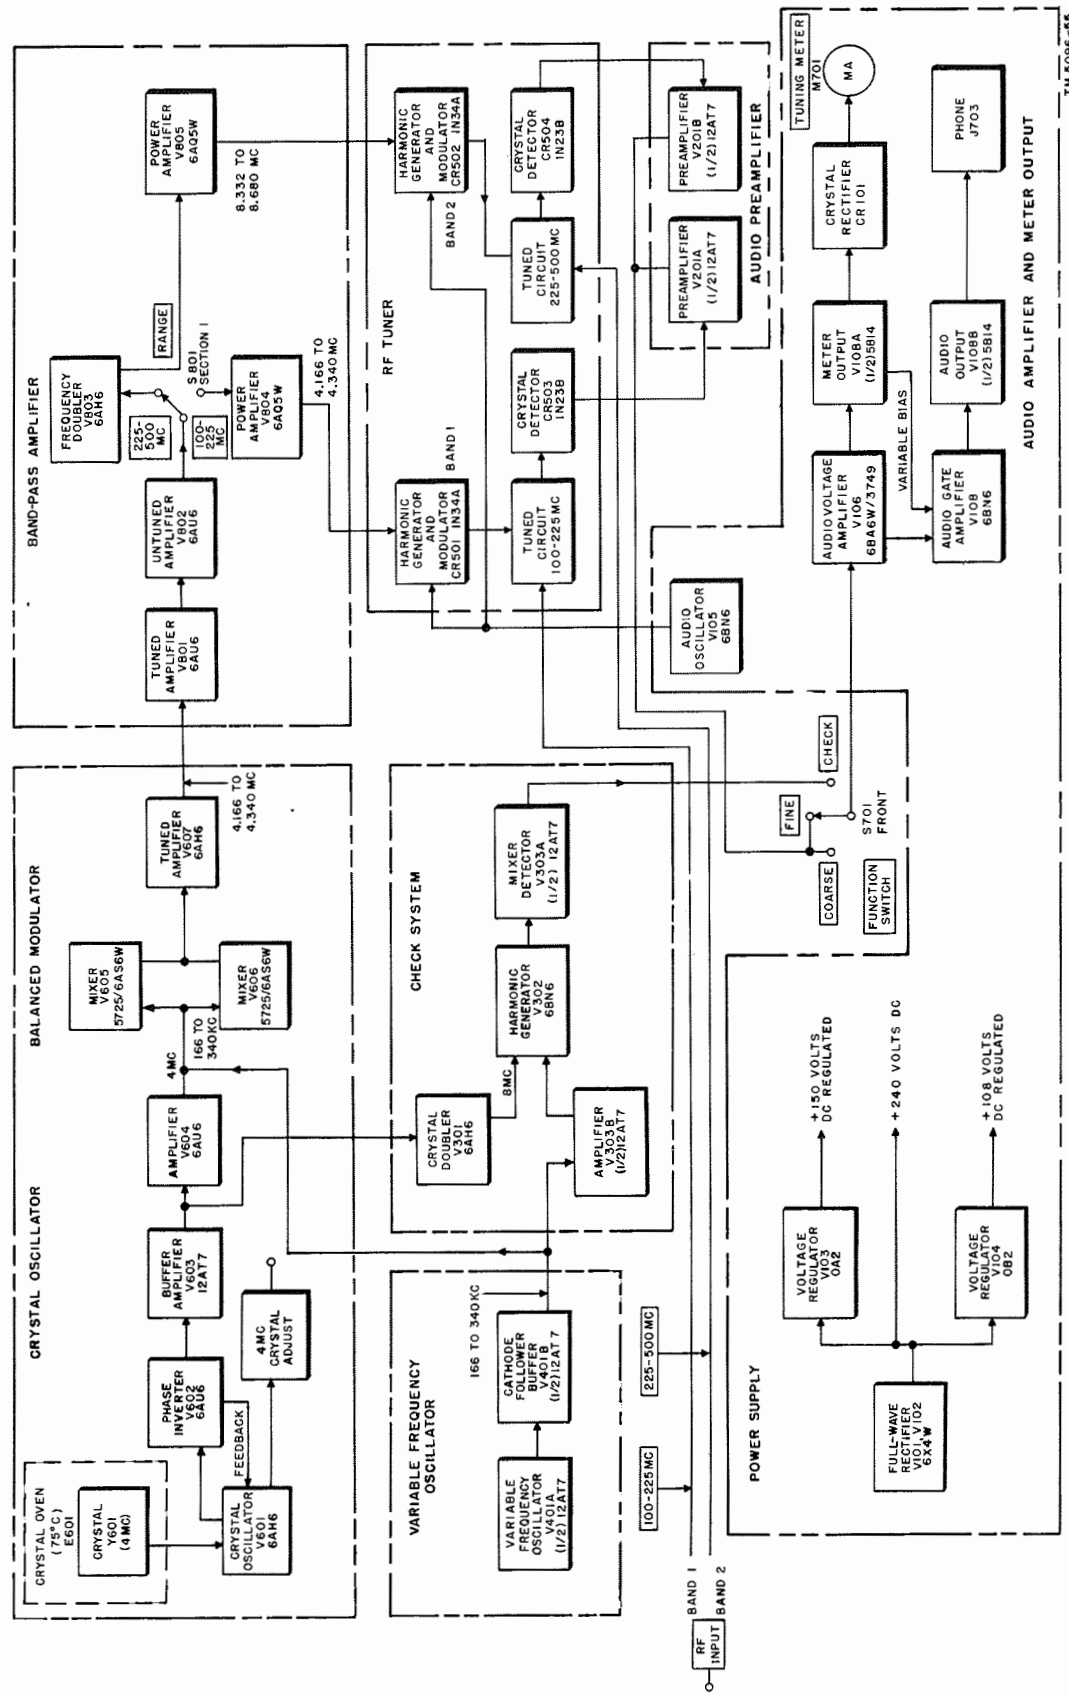 CRYSTAL OSCILLATOR
BALANCED MODULATOR
BAND-PASS AMPLIFIER
CRYSTAL OVEN
(75°C)
E601
CRYSTAL
Y601
(4MC)
CRYSTAL
OSCILLATOR
V601
6AH6
FEEDBACK
PHASE
INVERTER
V602
6AU6
4MC
CRYSTAL
ADJUST
BUFFER
AMPLIFIER
V603
12AT7
AMPLIFIER
V604
6AU6
4MC
166 TO
340KC
MIXER
V605
5725/6AS6W
MIXER
V606
5725/6AS6W
TUNED
AMPLIFIER
V607
6AH6
4.166 TO
4.340 MC
TUNED
AMPLIFIER
V801
6AU6
UNTUNED
AMPLIFIER
V802
6AU6
FREQUENCY
DOUBLER
V803
6AH6
225-
500
MC
100-
225
MC
RANGE
S801
SECTION 1
POWER
AMPLIFIER
V804
6AQ5W
POWER
AMPLIFIER
V805
6AQ5W
8.332 TO
8.680 MC
4.166 TO
4.340 MC
VARIABLE FREQUENCY
OSCILLATOR
VARIABLE
FREQUENCY
OSCILLATOR
V401A
(1/2) 12AT7
CATHODE
FOLLOWER
BUFFER
V401B
(1/2) 12AT7
166 TO 340KC
CHECK SYSTEM
CRYSTAL
DOUBLER
V301
6AH6
8MC
AMPLIFIER
V303B
(1/2)12AT7
HARMONIC
GENERATOR
V302
6BN6
MIXER
DETECTOR
V303A
(1/2) 12AT7
RF TUNER
HARMONIC
GENERATOR
AND
MODULATOR
CR501 1N34A
BAND 1
TUNED
CIRCUIT
100-225MC
CRYSTAL
DETECTOR
CR503
1N23B
HARMONIC
GENERATOR
AND
MODULATOR
CR502 1N34A
BAND 2
TUNED
CIRCUIT
225-500 MC
CRYSTAL
DETECTOR
CR504
1N23B
PREAMPLIFIER
V201A
(1/2) 12AT7
PREAMPLIFIER
V201B
(1/2) 12AT7
AUDIO PREAMPLIFIER
RF
INPUT
BAND 1
BAND 2
100-225MC
225-500MC
AUDIO
OSCILLATOR
V105
6BN6
COARSE
FINE
CHECK
S701
FRONT
FUNCTION
SWITCH
POWER SUPPLY
FULL-WAVE
RECTIFIER
V101, V102
6X4W
VOLTAGE
REGULATOR
V103
0A2
+150 VOLTS
DC REGULATED
+240 VOLTS DC
VOLTAGE
REGULATOR
V104
0B2
+108 VOLTS
DC REGULATED
AUDIO VOLTAGE
AMPLIFIER
V106
6BA6W/3749
METER
OUTPUT
V108A
(1/2)5814
CRYSTAL
RECTIFIER
CR101
TUNING METER
M701
MA
VARIABLE BIAS
AUDIO GATE
AMPLIFIER
V108
6BN6
AUDIO
OUTPUT
V108B
(1/2) 5814
PHONE
J703
AUDIO AMPLIFIER AND METER OUTPUT